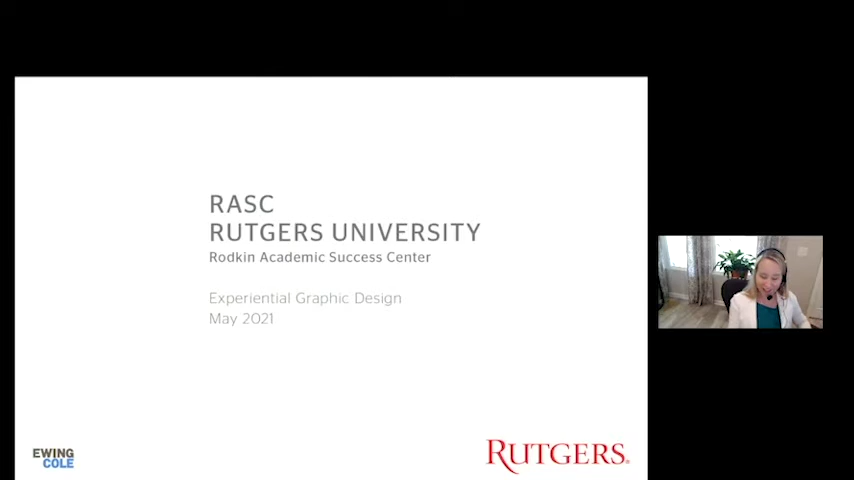 RASC
RUTGERS UNIVERSITY
Rodkin Academic Success Center
Experiential Graphic Design
May 2021
EWING
COLE
RUTGERS